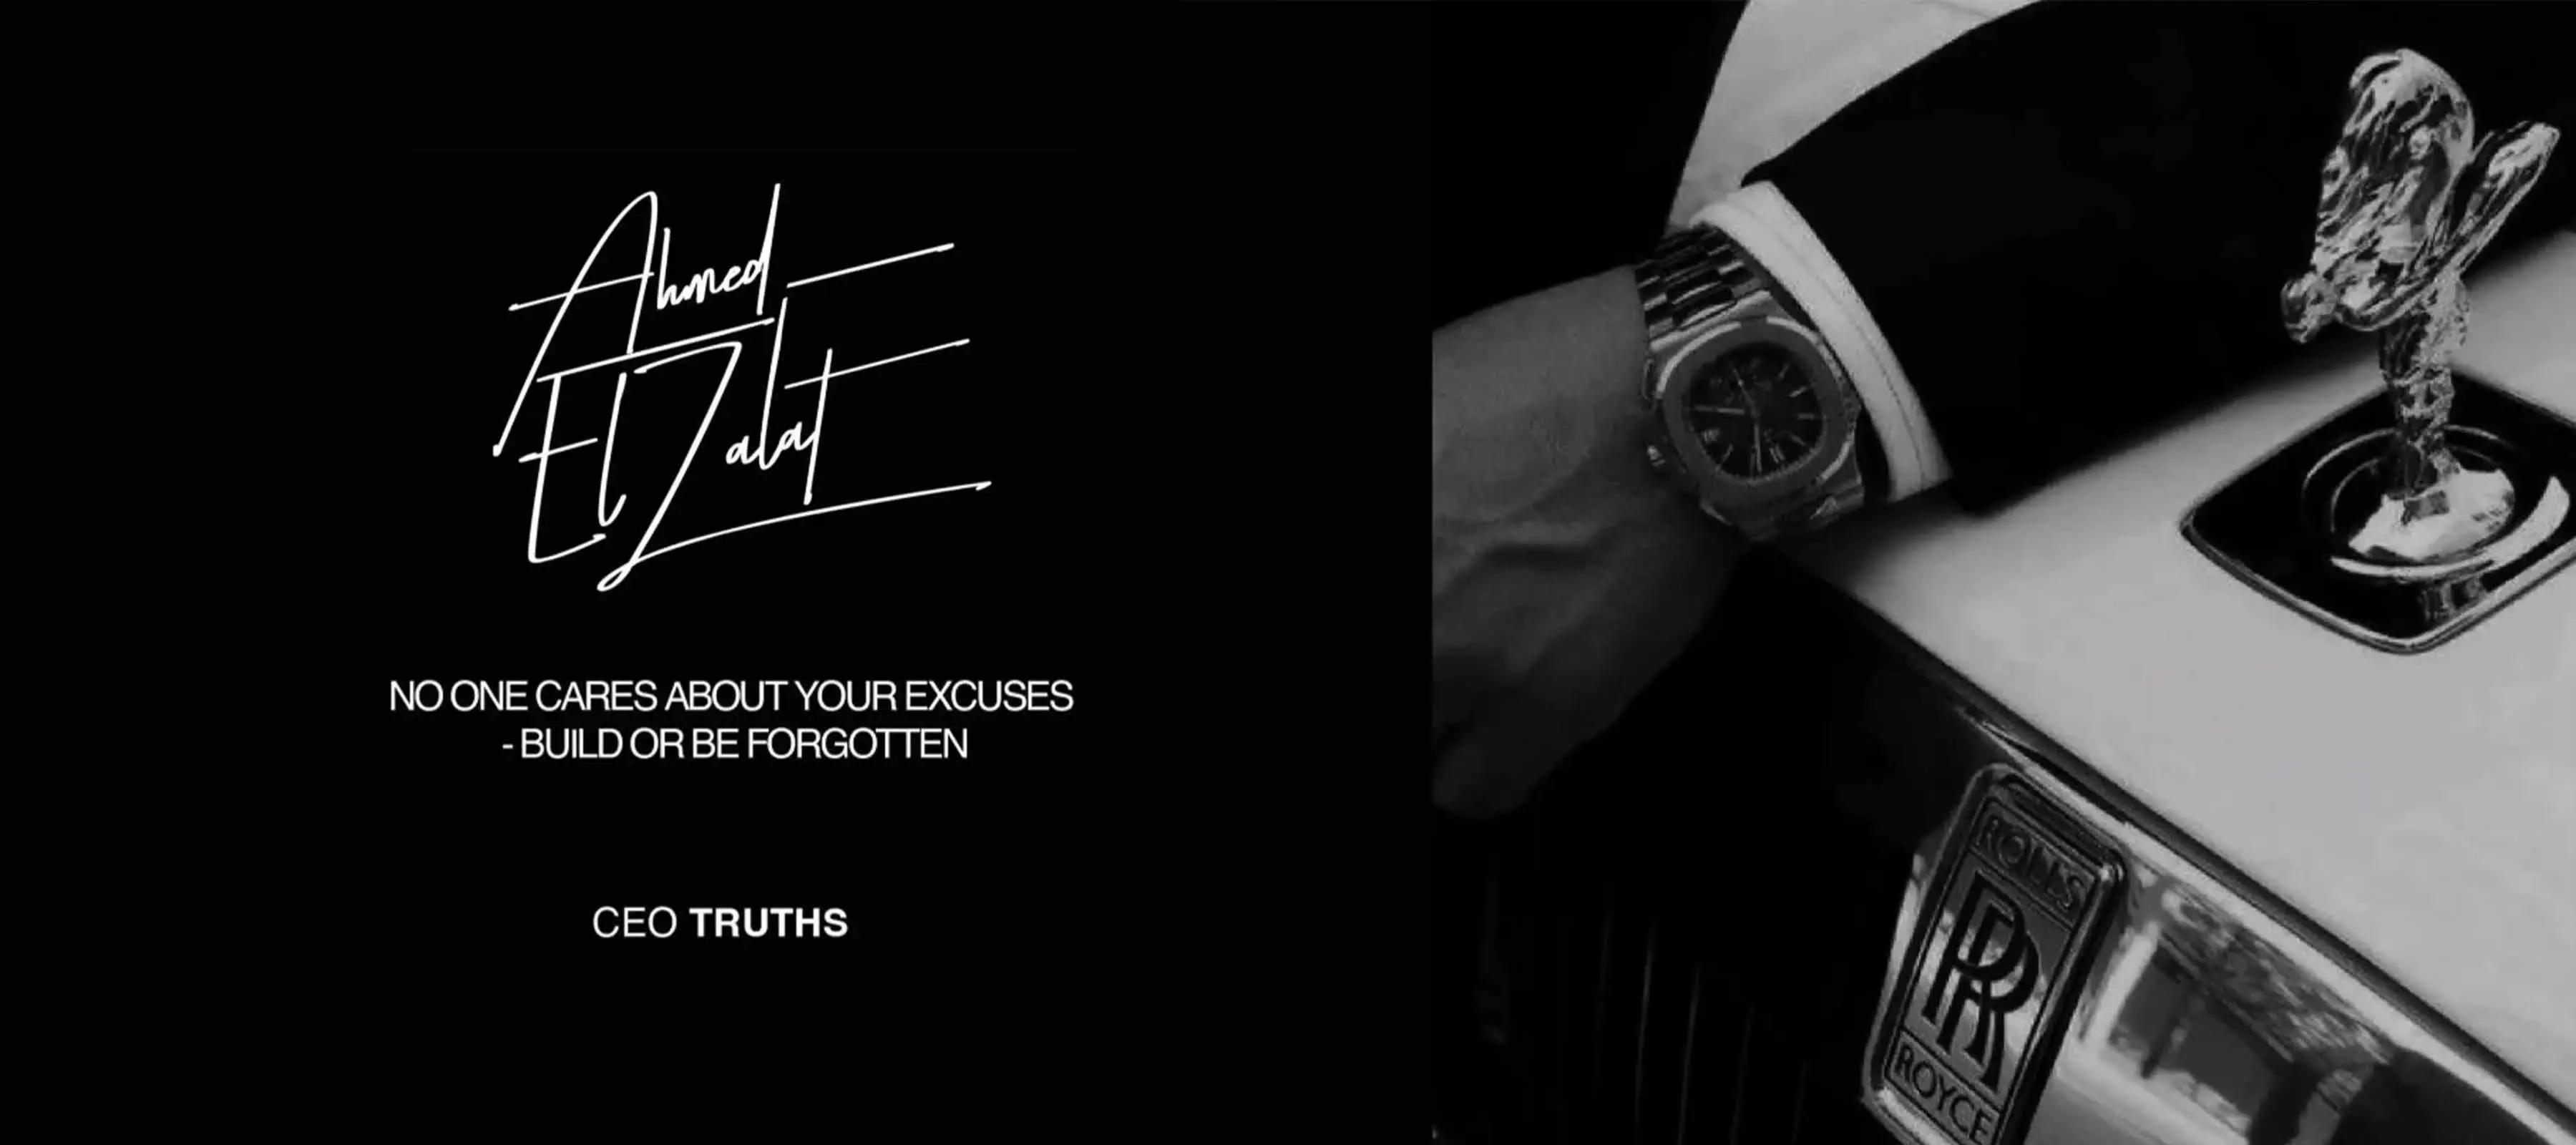 Ahmed
El Zalat
NO ONE CARES ABOUT YOUR EXCUSES
- BUILD OR BE FORGOTTEN
CEO TRUTHS
ROLLS
RR
ROYCE